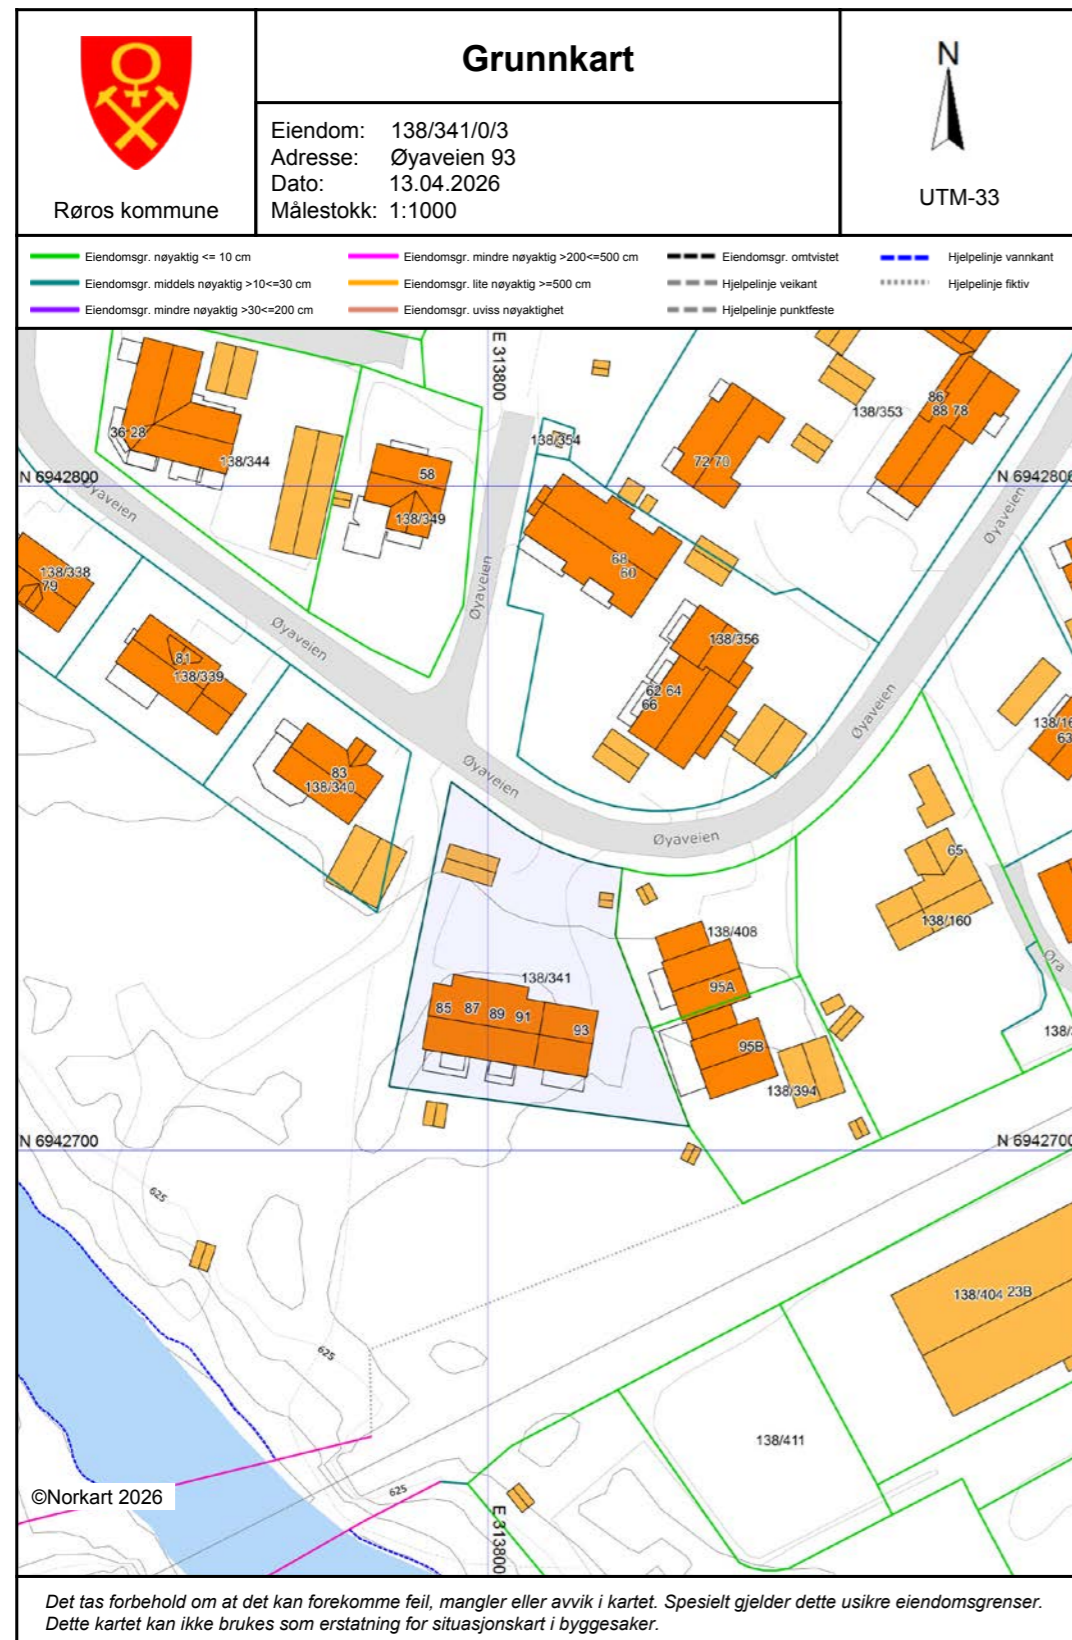 Grunnkart
Røros kommune
Eiendom: 138/341/0/3
Adresse: Øyaveien 93
Dato: 13.04.2026
Målestokk: 1:1000
N
UTM-33
Eiendomsgr. nøyaktig <= 10 cm
Eiendomsgr. middels nøyaktig >10<=30 cm
Eiendomsgr. mindre nøyaktig >30<=200 cm
Eiendomsgr. mindre nøyaktig >200<=500 cm
Eiendomsgr. lite nøyaktig >=500 cm
Eiendomsgr. uviss nøyaktighet
Eiendomsgr. omtvistet
Hjelpelinje veikant
Hjelpelinje punktfeste
Hjelpelinje vannkant
Hjelpelinje fiktiv
E 313800
86
88 78
138/353
36 28
138/344
138/354
58
72 70
N 6942800
N 6942800
Øyaveien
138/349
Øyaveien
68
60
138/338
79
Øyaveien
Øyaveien
138/356
81
138/339
62 64
66
Øyaveien
138/16
63
83
138/340
Øyaveien
Øyaveien
65
138/160
138/408
Øra
138/341
95A
85 87 89 91 93
95B
138/
138/394
N 6942700
N 6942700
625
138/404 23B
625
138/411
625
©Norkart 2026
E 313800
Det tas forbehold om at det kan forekomme feil, mangler eller avvik i kartet. Spesielt gjelder dette usikre eiendomsgrenser.
Dette kartet kan ikke brukes som erstatning for situasjonskart i byggesaker.